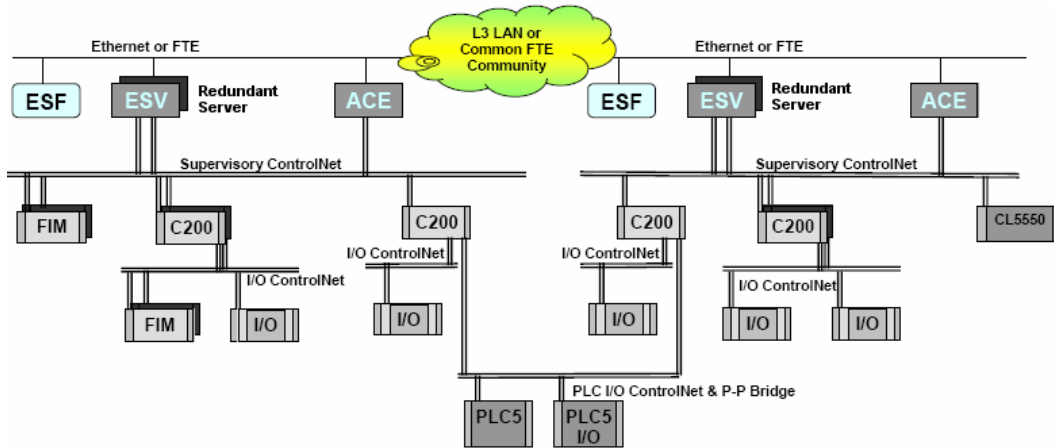 L3 LAN or
Common FTE
Community
Ethernet or FTE
Ethernet or FTE
ESF
ESV
Redundant
Server
ACE
ESF
ESV
Redundant
Server
ACE
Supervisory ControlNet
Supervisory ControlNet
FIM
C200
C200
C200
C200
CL5550
I/O ControlNet
I/O ControlNet
I/O ControlNet
I/O ControlNet
FIM
I/O
I/O
I/O
I/O
I/O
PLC I/O ControlNet & P-P Bridge
PLC5
PLC5
I/O